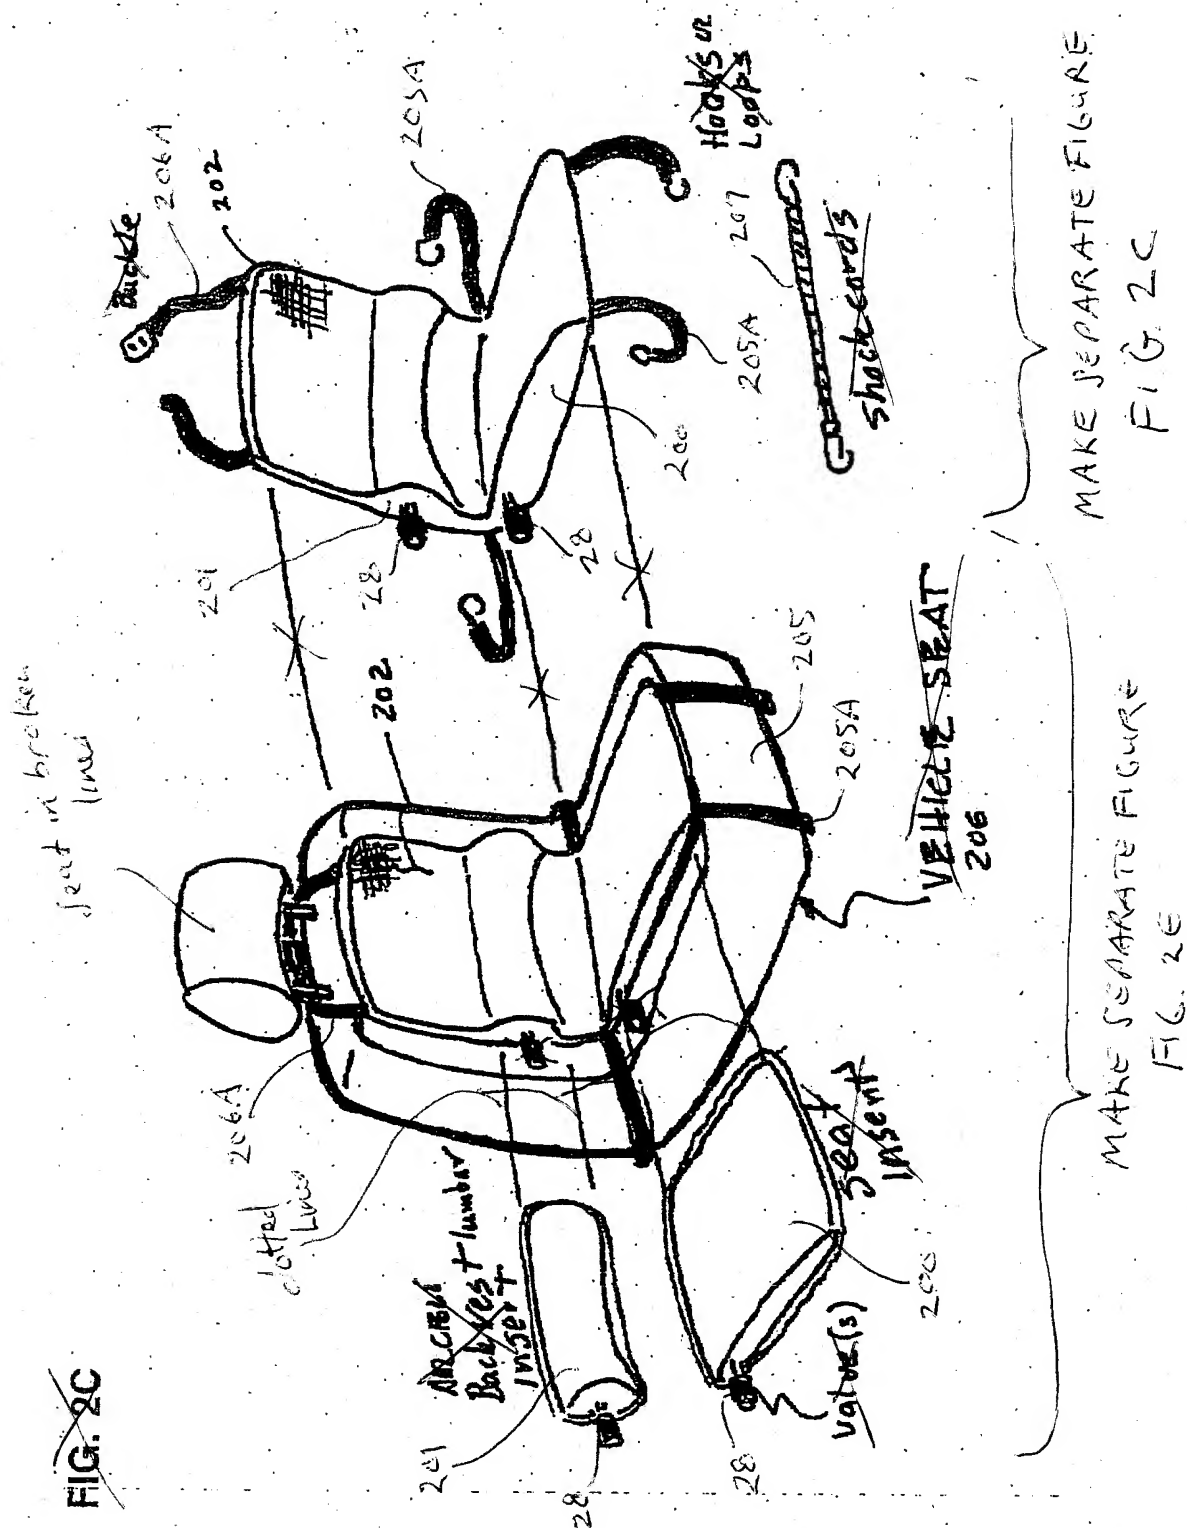 FIG. 2C
seat in broken
lines
Buckle
206A
202
205A
Hooks or
Loops
201
28
202
28
200
205A
207
shock cords
206A
dotted
Lines
Backrest lumbar
insert
201
28
28
Valve(s)
200
Seat
insert
205
205A
VEHICLE SEAT
206
MAKE SEPARATE FIGURE
FIG. 2E
MAKE SEPARATE FIGURE
FIG. 2C